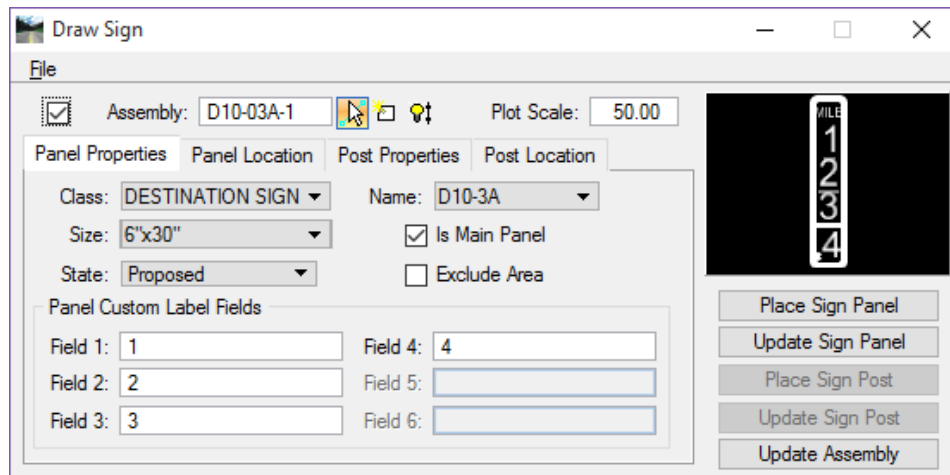 Draw Sign
File
Assembly: D10-03A-1 Plot Scale: 50.00
Panel Properties Panel Location Post Properties Post Location
Class: DESTINATION SIGN Name: D10-3A
Size: 6"x30" Is Main Panel
State: Proposed Exclude Area
Panel Custom Label Fields
Field 1: 1 Field 4: 4
Field 2: 2 Field 5:
Field 3: 3 Field 6:
MILE
1
2
3
.4
Place Sign Panel
Update Sign Panel
Place Sign Post
Update Sign Post
Update Assembly